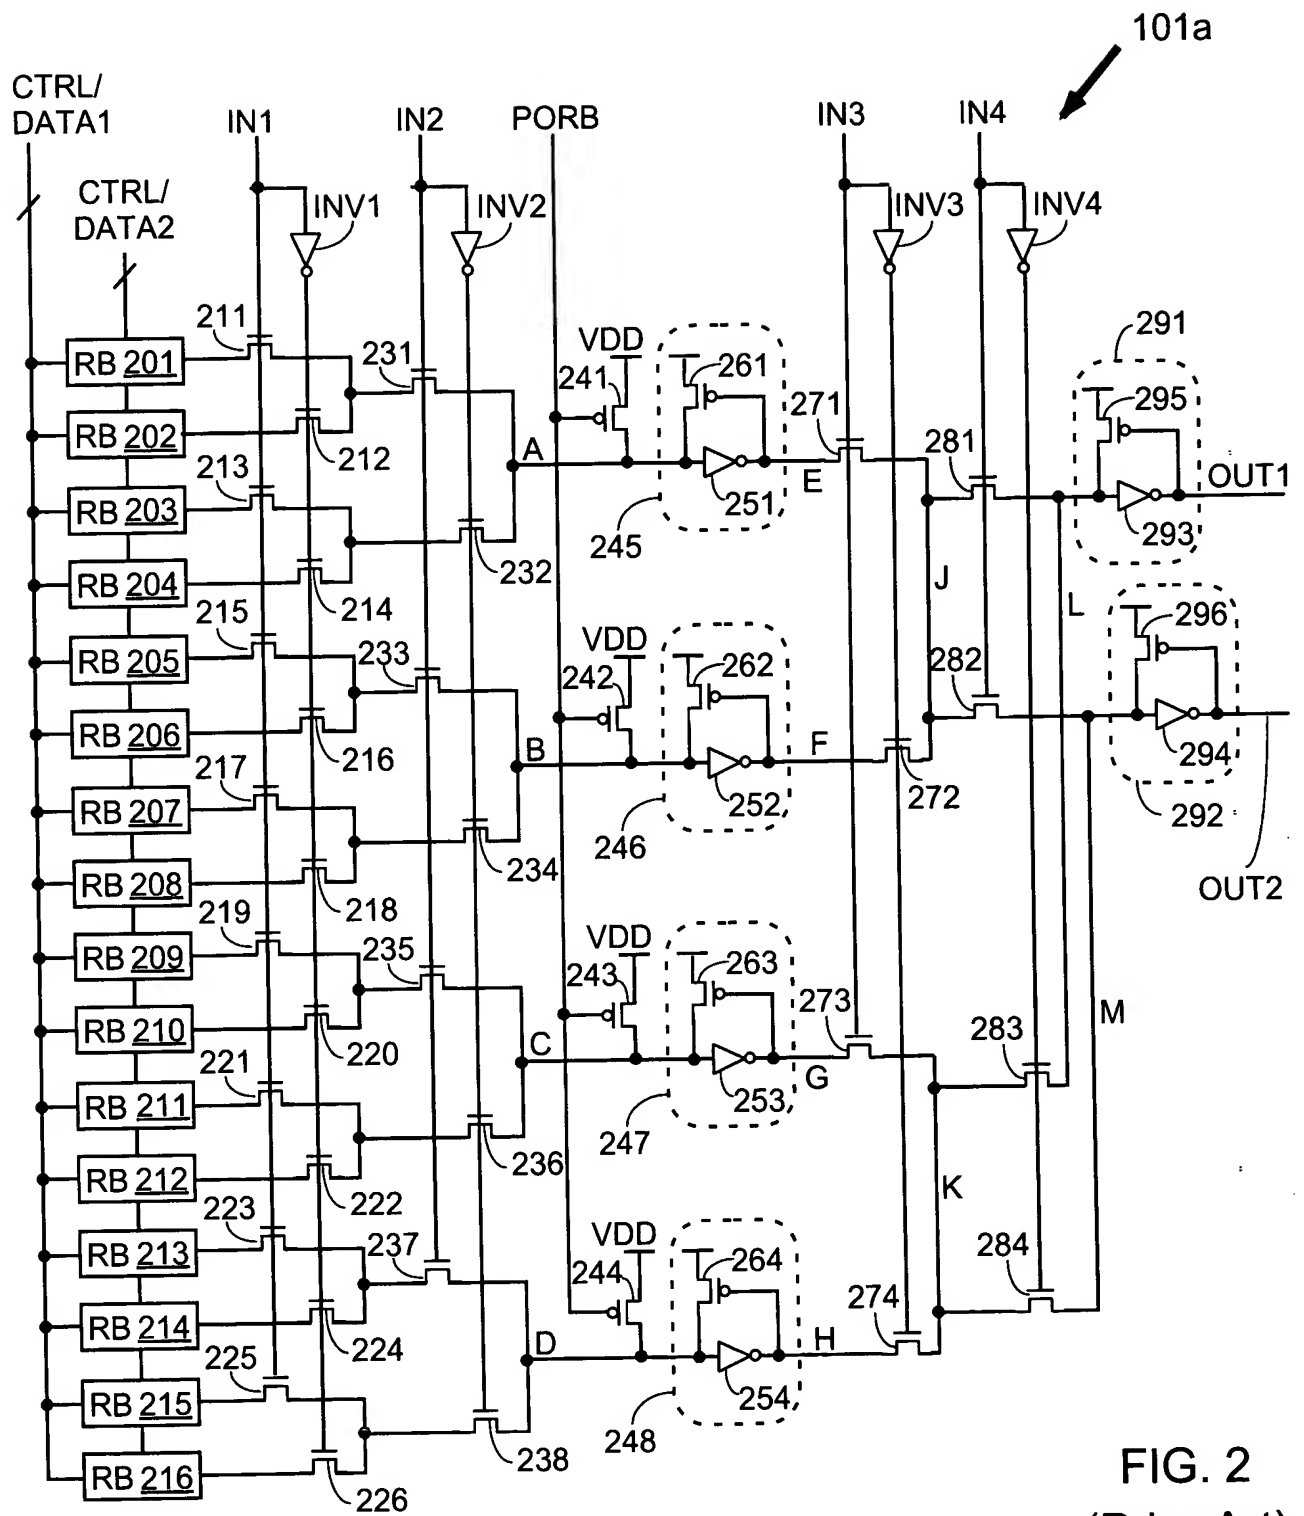 101a
CTRL/
DATA1
IN1
IN2
PORB
IN3
IN4
CTRL/
DATA2
INV1
INV2
INV3
INV4
211
VDD
291
RB 201
231
241
261
271
295
RB 202
212
A
281
OUT1
213
E
RB 203
245
251
293
232
RB 204
214
J
L
215
VDD
296
RB 205
233
262
282
242
RB 206
216
B
F
294
217
272
RB 207
252
292
246
234
RB 208
218
OUT2
219
VDD
235
RB 209
243
263
273
M
RB 210
220
C
283
221
G
RB 211
253
247
236
RB 212
222
K
223
VDD
RB 213
237
264
284
244
274
RB 214
224
D
H
225
RB 215
254
248
238
RB 216
226
FIG. 2
(Prior Art)